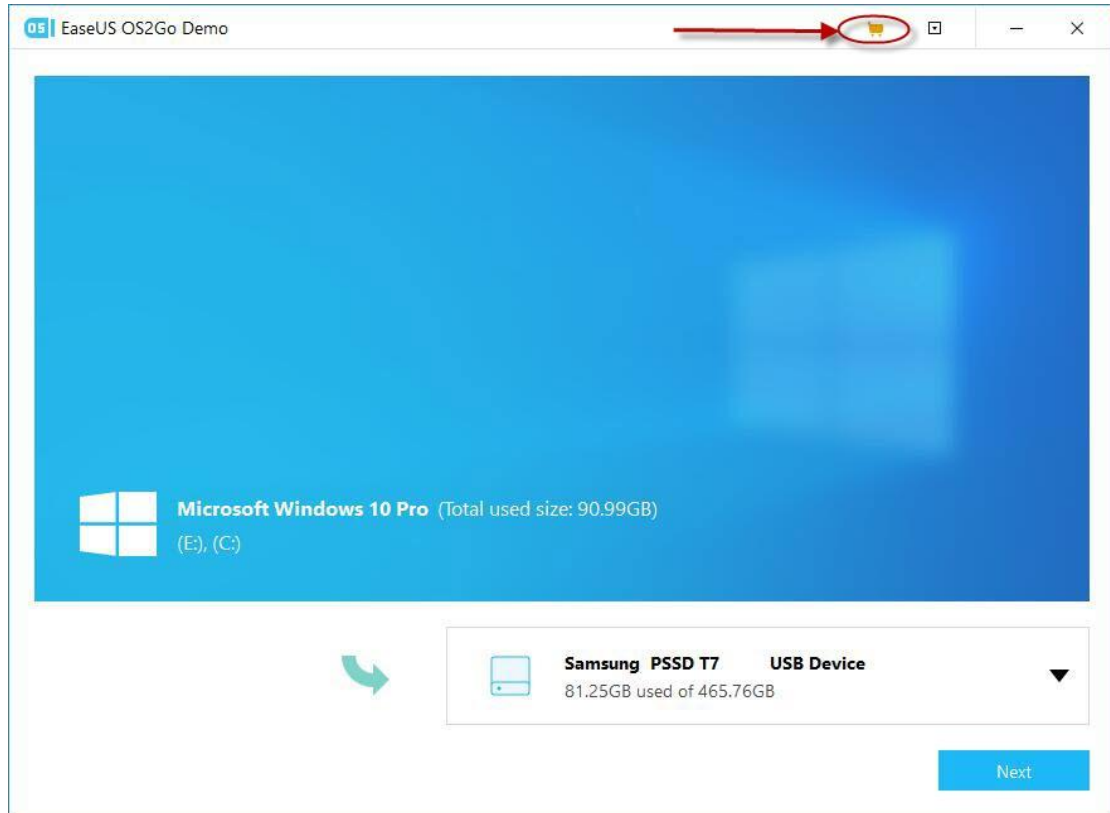 OS EaseUS OS2Go Demo
Microsoft Windows 10 Pro (Total used size: 90.99GB)
(E:), (C:)
Samsung PSSD T7 USB Device
81.25GB used of 465.76GB
Next